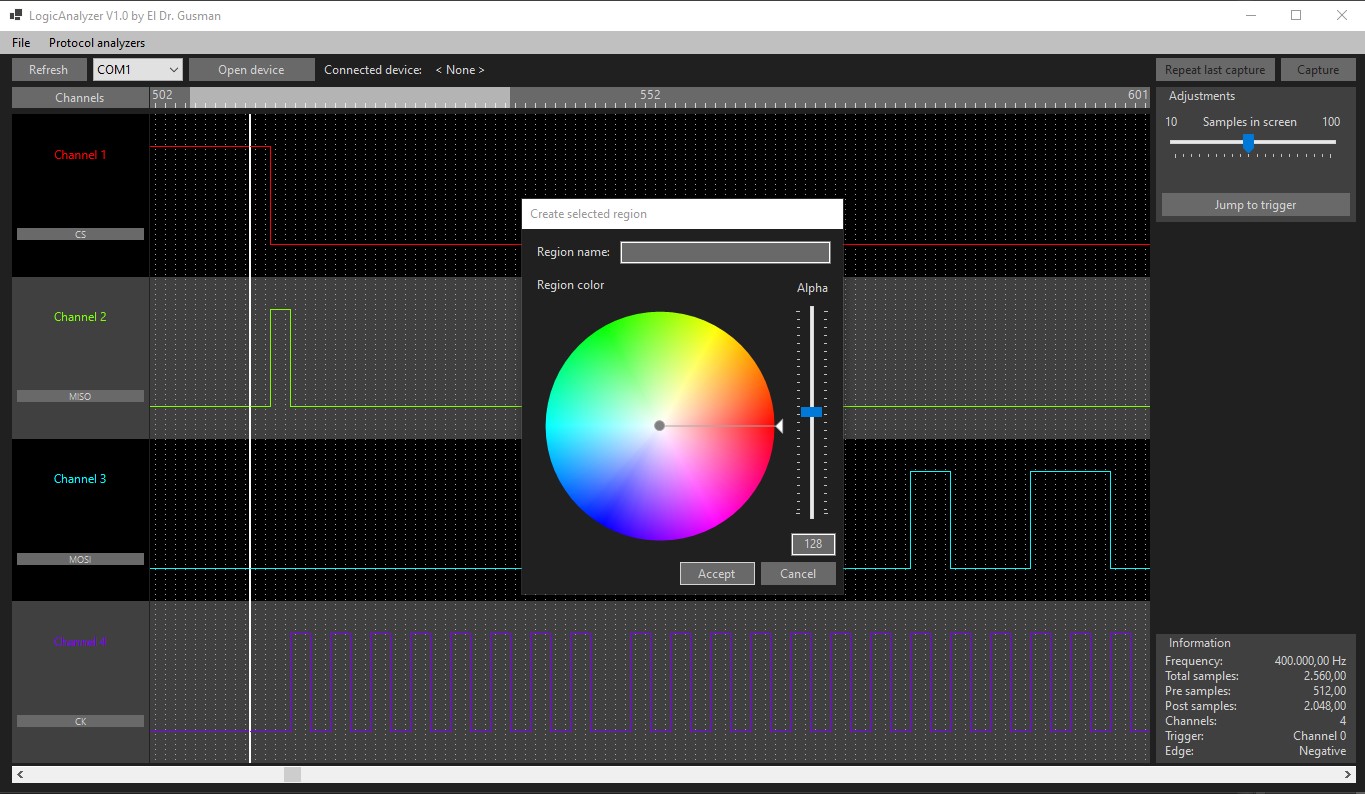 LogicAnalyzer V1.0 by El Dr. Gusman
File Protocol analyzers
Refresh COM1 Open device Connected device: < None > Repeat last capture Capture
Channels 502 552 601
Adjustments
10 Samples in screen 100
Jump to trigger
Channel 1
CS
Channel 2
MISO
Channel 3
MOSI
Channel 4
CK
Create selected region
Region name:
Region color
Alpha
128
Accept Cancel
Information
Frequency: 400.000,00 Hz
Total samples: 2.560,00
Pre samples: 512,00
Post samples: 2.048,00
Channels: 4
Trigger: Channel 0
Edge: Negative